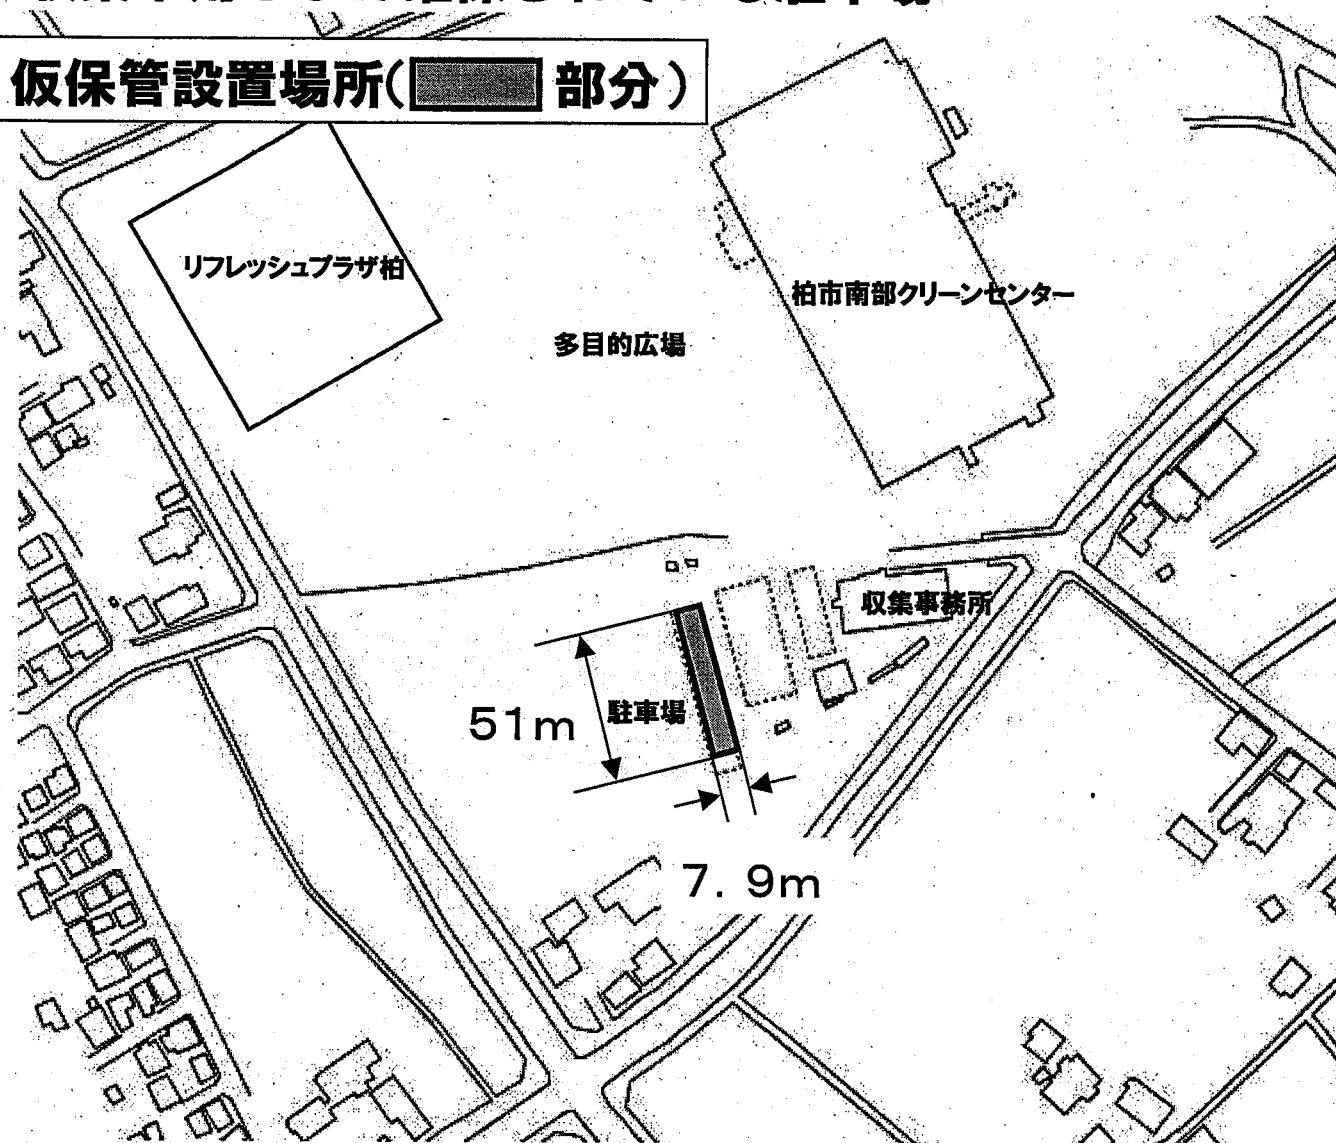 仮保管設置場所( 部分)
リフレッシュプラザ柏
柏市南部クリーンセンター
多目的広場
収集事務所
駐車場
51m
7. 9m